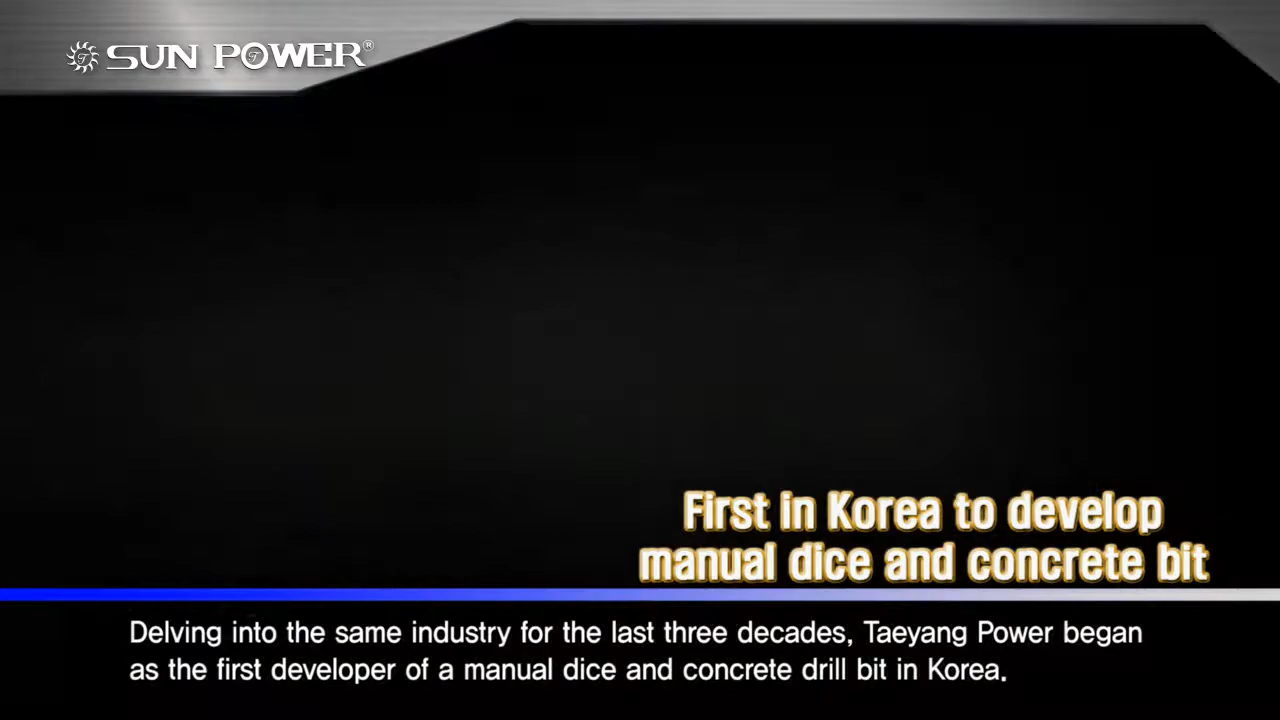 SUN POWER®
First in Korea to develop
manual dice and concrete bit
Delving into the same industry for the last three decades, Taeyang Power began
as the first developer of a manual dice and concrete drill bit in Korea.